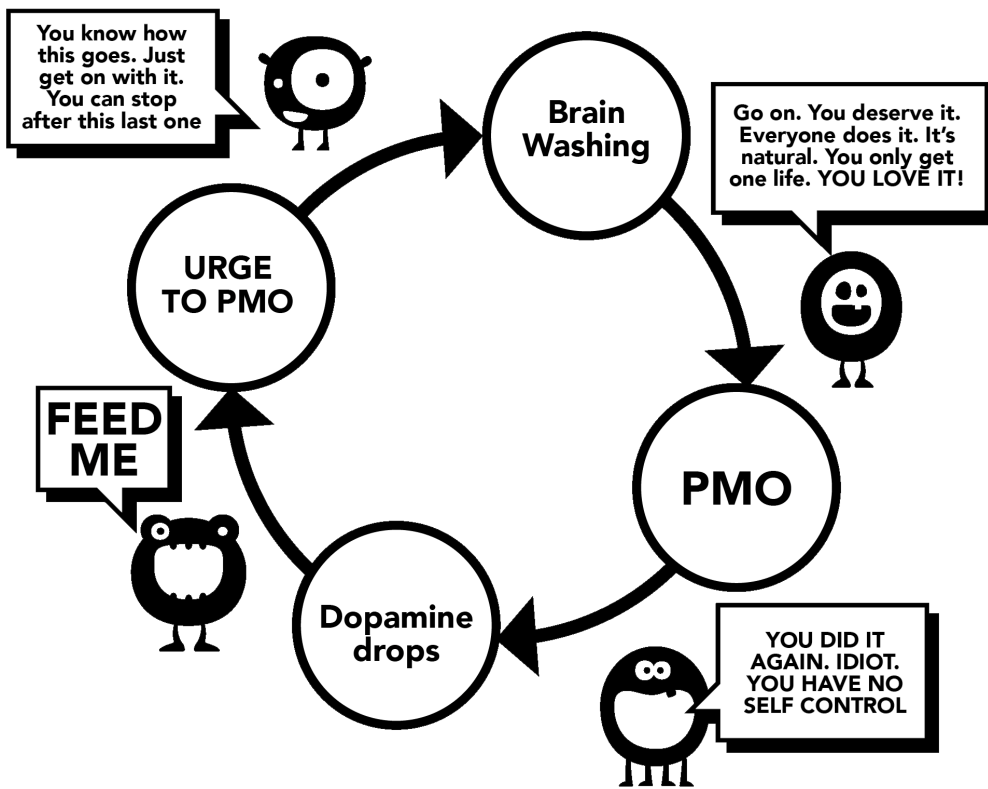 You know how
this goes. Just
get on with it.
You can stop
after this last one
Brain
Washing
Go on. You deserve it.
Everyone does it. It's
natural. You only get
one life. YOU LOVE IT!
URGE
TO PMO
FEED
ME
PMO
Dopamine
drops
YOU DID IT
AGAIN. IDIOT.
YOU HAVE NO
SELF CONTROL